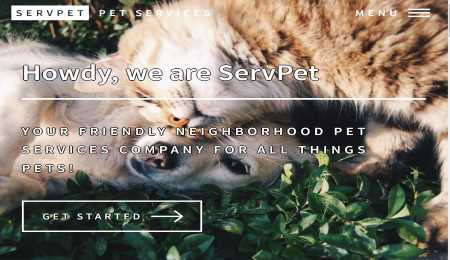 SERVPET PET SERVICES MENU
Howdy, we are ServPet
YOUR FRIENDLY NEIGHBORHOOD PET
SERVICES COMPANY FOR ALL THINGS
PETS!
GET STARTED